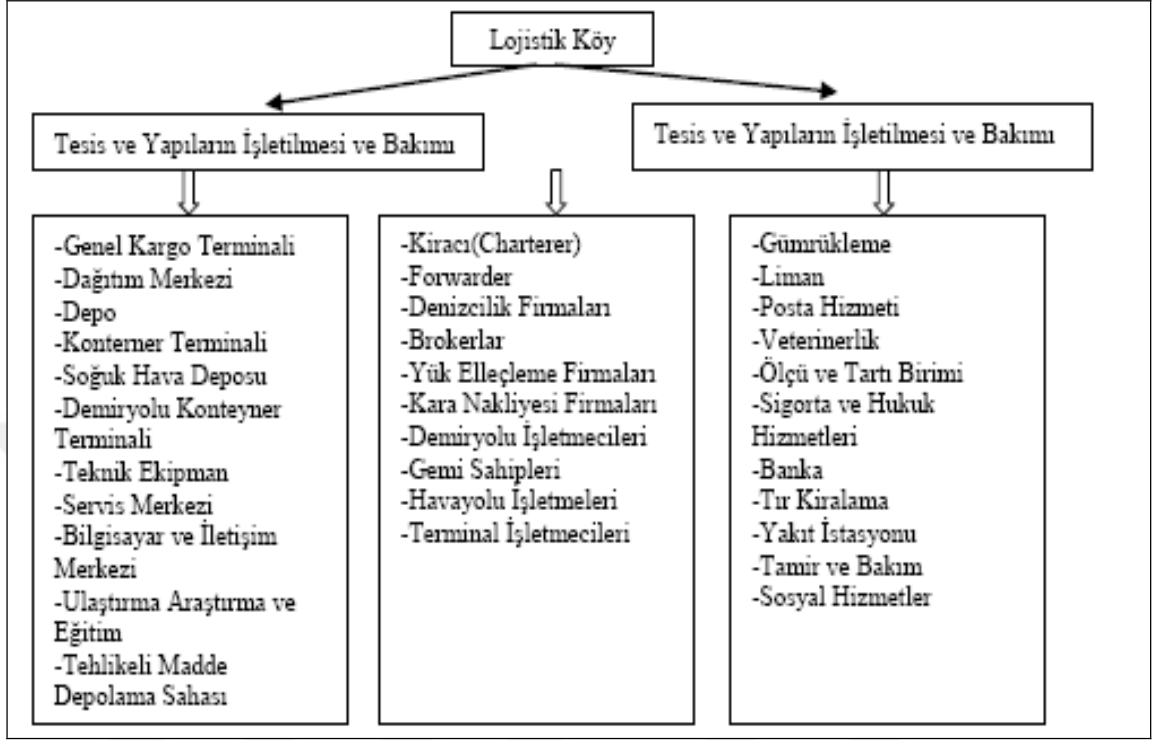 Lojistik Köy
Tesis ve Yapıların İşletilmesi ve Bakımı
Tesis ve Yapıların İşletilmesi ve Bakımı
-Genel Kargo Terminali
-Dağıtım Merkezi
-Depo
-Konterner Terminali
-Soğuk Hava Deposu
-Demiryolu Konteyner
Terminali
-Teknik Ekipman
-Servis Merkezi
-Bilgisayar ve İletişim
Merkezi
-Ulaştırma Araştırma ve
Eğitim
-Tehlikeli Madde
Depolama Sahası
-Kiracı(Charterer)
-Forwarder
-Denizcilik Firmaları
-Brokerlar
-Yük Elleçleme Firmaları
-Kara Nakliyesi Firmaları
-Demiryolu İşletmecileri
-Gemi Sahipleri
-Havayolu İşletmeleri
-Terminal İşletmecileri
-Gümrükleme
-Liman
-Posta Hizmeti
-Veterinerlik
-Ölçü ve Tartı Birimi
-Sigorta ve Hukuk
Hizmetleri
-Banka
-Tır Kiralama
-Yakıt İstasyonu
-Tamir ve Bakım
-Sosyal Hizmetler